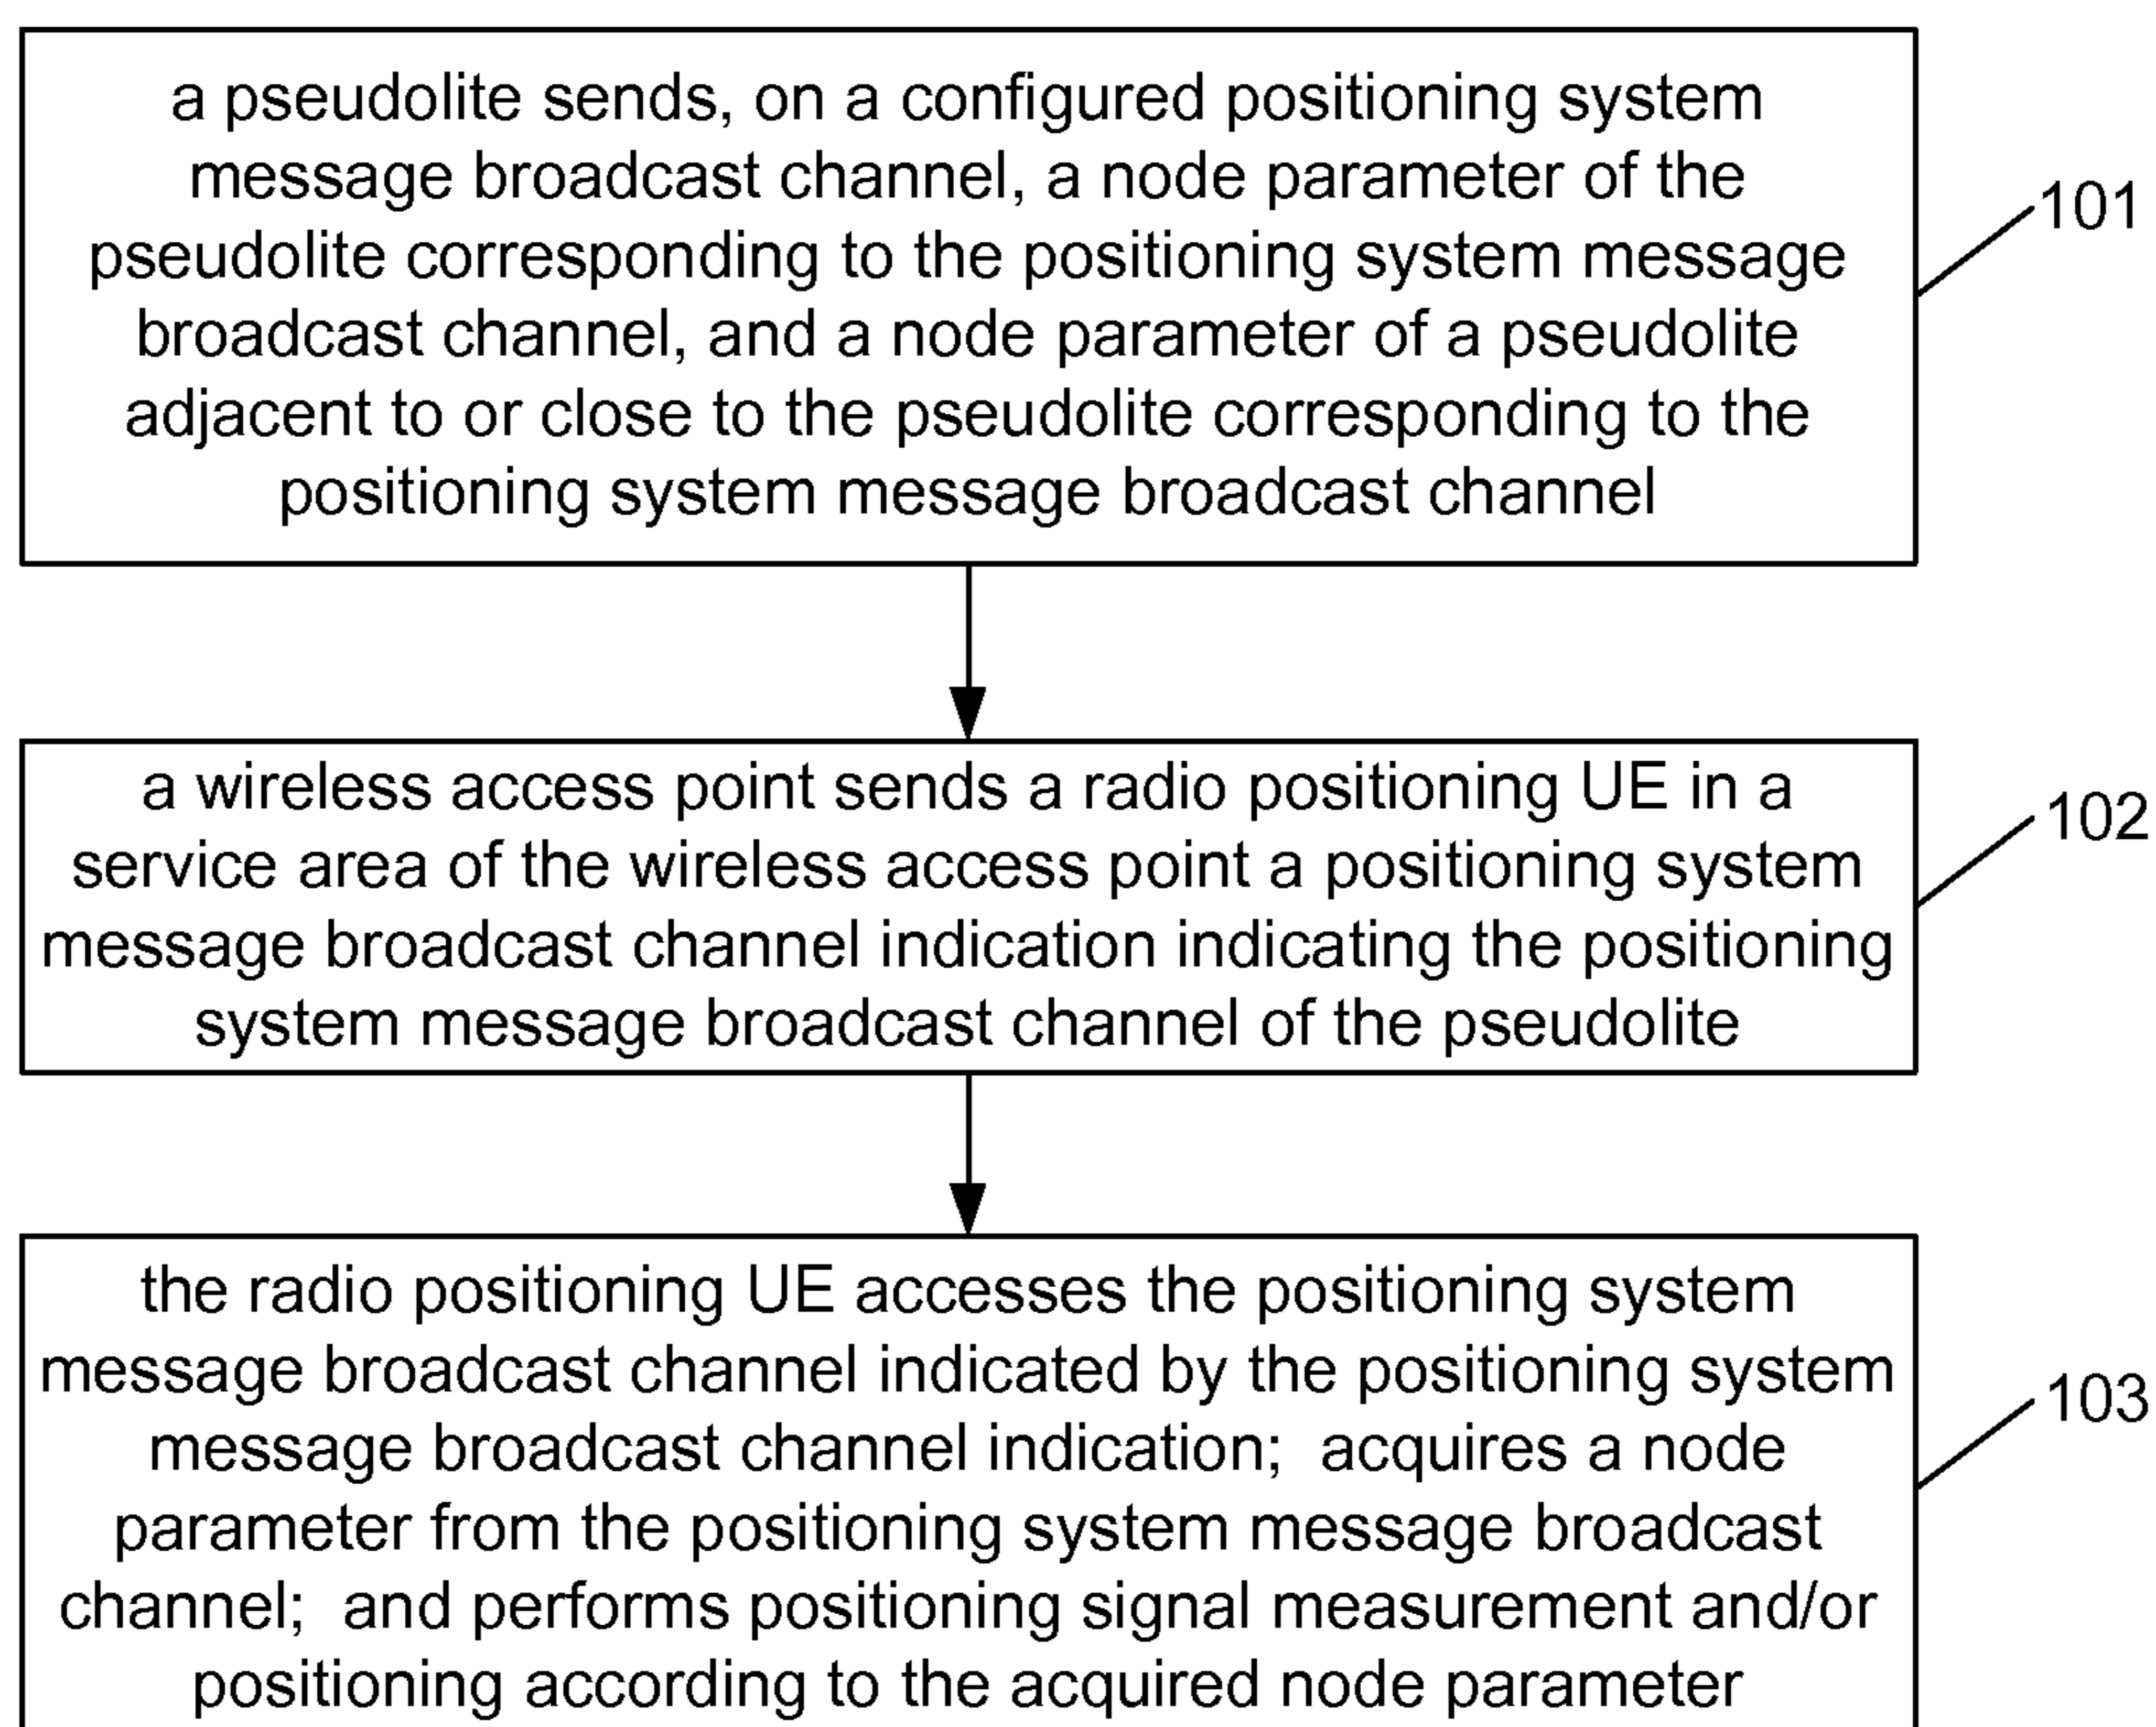 a pseudolite sends, on a configured positioning system
message broadcast channel, a node parameter of the
pseudolite corresponding to the positioning system message
broadcast channel, and a node parameter of a pseudolite
adjacent to or close to the pseudolite corresponding to the
positioning system message broadcast channel
101
a wireless access point sends a radio positioning UE in a
service area of the wireless access point a positioning system
message broadcast channel indication indicating the positioning
system message broadcast channel of the pseudolite
102
the radio positioning UE accesses the positioning system
message broadcast channel indicated by the positioning system
message broadcast channel indication; acquires a node
parameter from the positioning system message broadcast
channel; and performs positioning signal measurement and/or
positioning according to the acquired node parameter
103